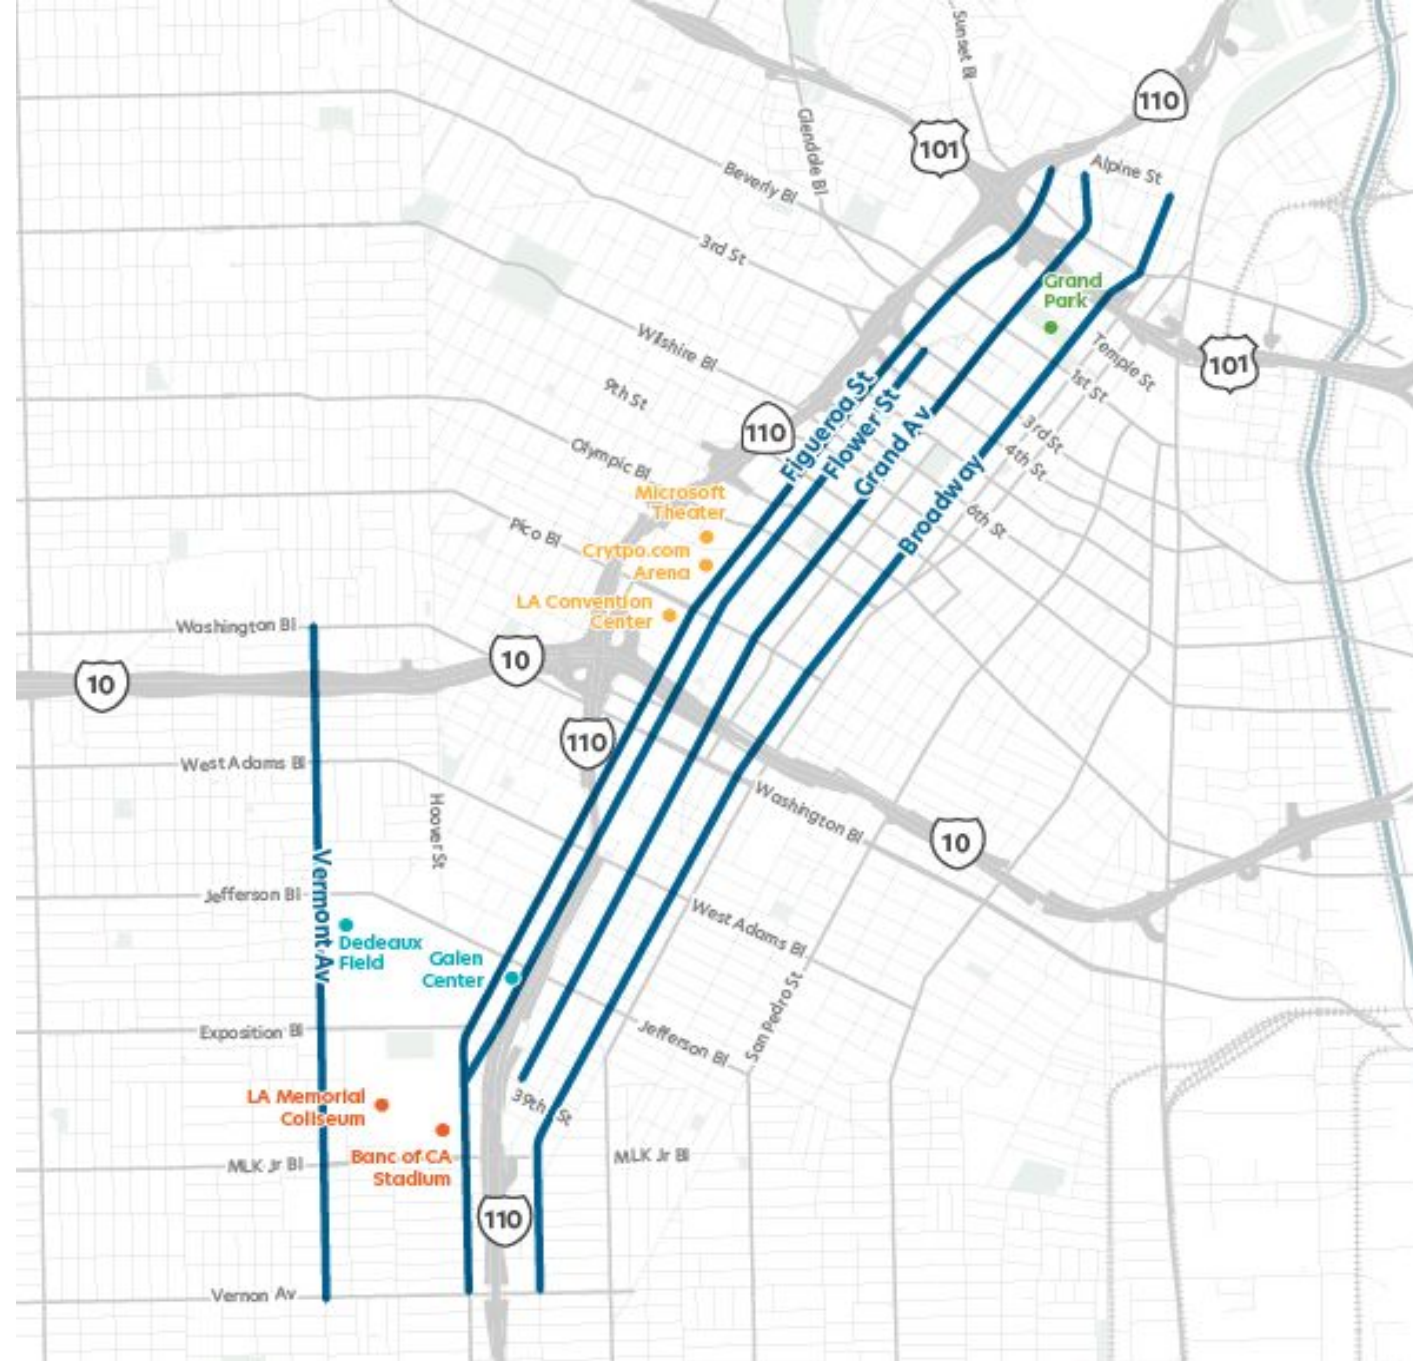 Sunset Bl
110
101
Glendale Bl
Alpine St
Beverly Bl
3rd St
Grand
Park
Wilshire Bl
Temple St
101
1st St
9th St
110
Figueroa St
Flower St
Grand Av
Broadway
3rd St
4th St
6th St
Olympic Bl
Microsoft
Theater
Pico Bl
Crytpo.com
Arena
LA Convention
Center
Washington Bl
10
10
110
West Adams Bl
Hoover St
Washington Bl
10
Vermont Av
Jefferson Bl
Dedeaux
Field
Galen
Center
West Adams Bl
San Pedro St
Exposition Bl
Jefferson Bl
LA Memorial
Coliseum
39th St
MLK Jr Bl
Banc of CA
Stadium
MLK Jr Bl
110
Vernon Av